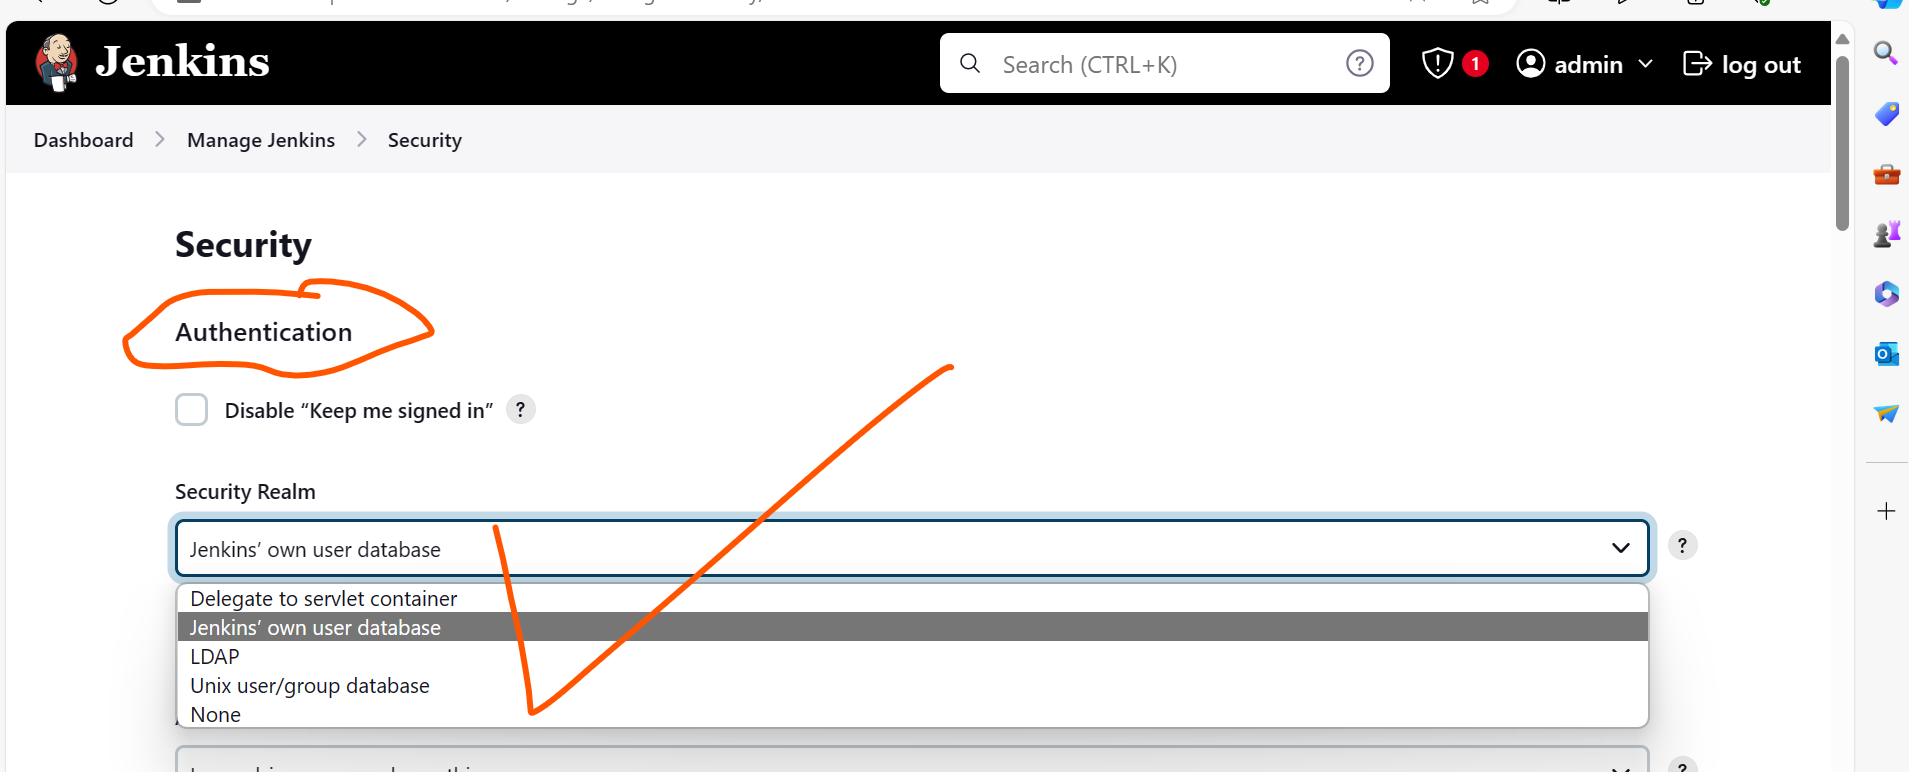 Jenkins
Search (CTRL+K)
?
1
admin
log out
Dashboard
Manage Jenkins
Security
Security
Authentication
Disable “Keep me signed in”
?
Security Realm
Jenkins’ own user database
?
Delegate to servlet container
Jenkins’ own user database
LDAP
Unix user/group database
None
?